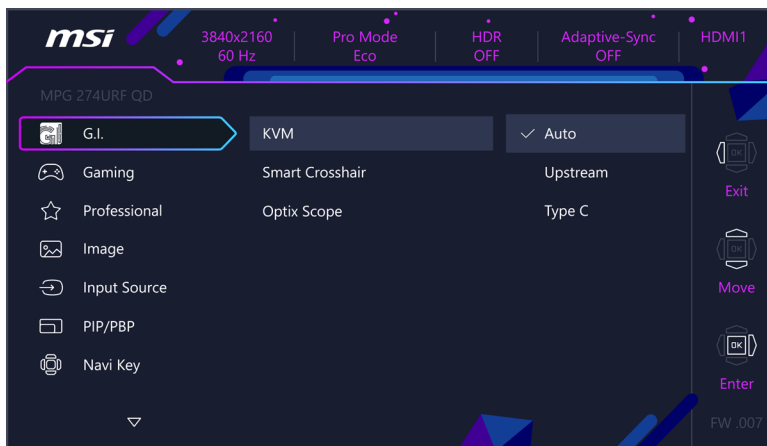 msi
3840x2160
60 Hz
Pro Mode
Eco
HDR
OFF
Adaptive-Sync
OFF
HDMI1
MPG 274URF QD
G.I.
Gaming
Professional
Image
Input Source
PIP/PBP
Navi Key
KVM
Smart Crosshair
Optix Scope
Auto
Upstream
Type C
OK
Exit
OK
Move
OK
Enter
FW .007